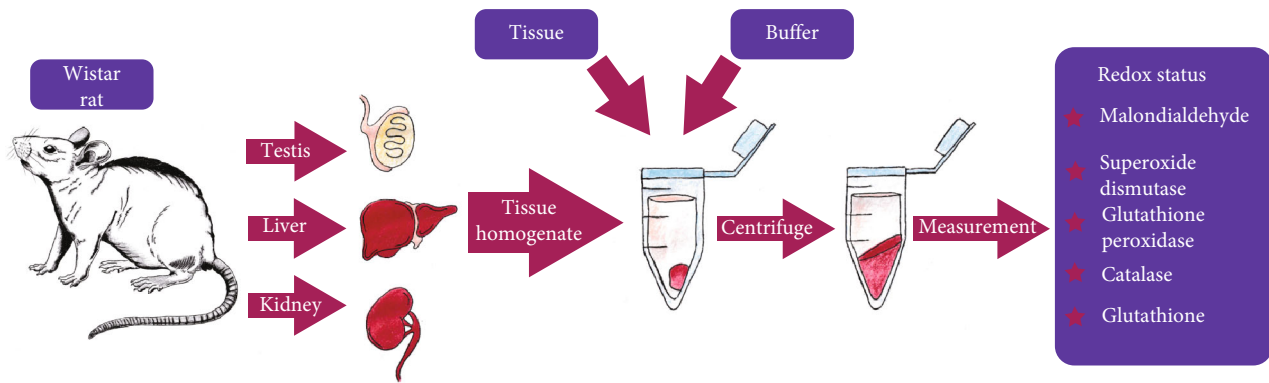 Wistar
rat
Testis
Liver
Kidney
Tissue
homogenate
Tissue
Buffer
Centrifuge
Measurement
Redox status
Malondialdehyde
Superoxide
dismutase
Glutathione
peroxidase
Catalase
Glutathione